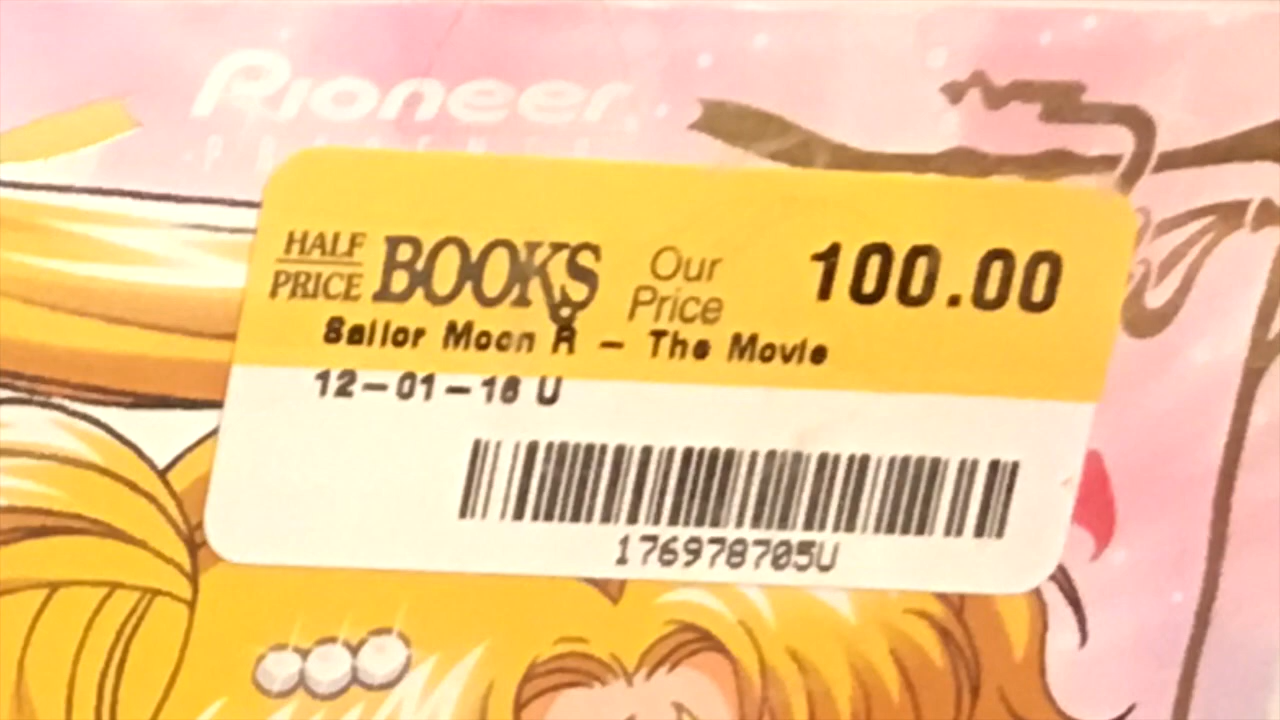 Pioneer
HALF PRICE BOOKS
Our Price
100.00
Sailor Moon R - The Movie
12-01-16 U
176978705U